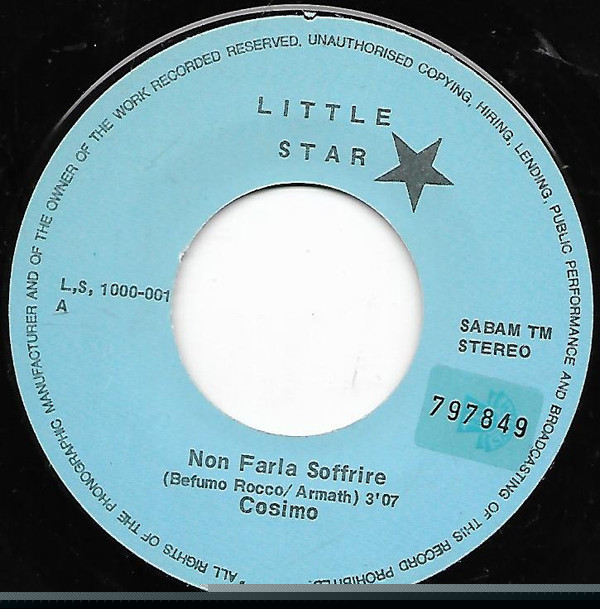 * ALL RIGHTS OF THE PHONOGRAPHIC MANUFACTURER AND OF THE OWNER OF THE WORK RECORDED RESERVED. UNAUTHORISED COPYING, HIRING, LENDING, PUBLIC PERFORMANCE AND BROADCASTING OF THIS RECORD PROHIBITED.
LITTLE
STAR
L,S, 1000-001
A
SABAM TM
STEREO
797849
Non Farla Soffrire
(Befumo Rocco/Armath) 3'07
Cosimo